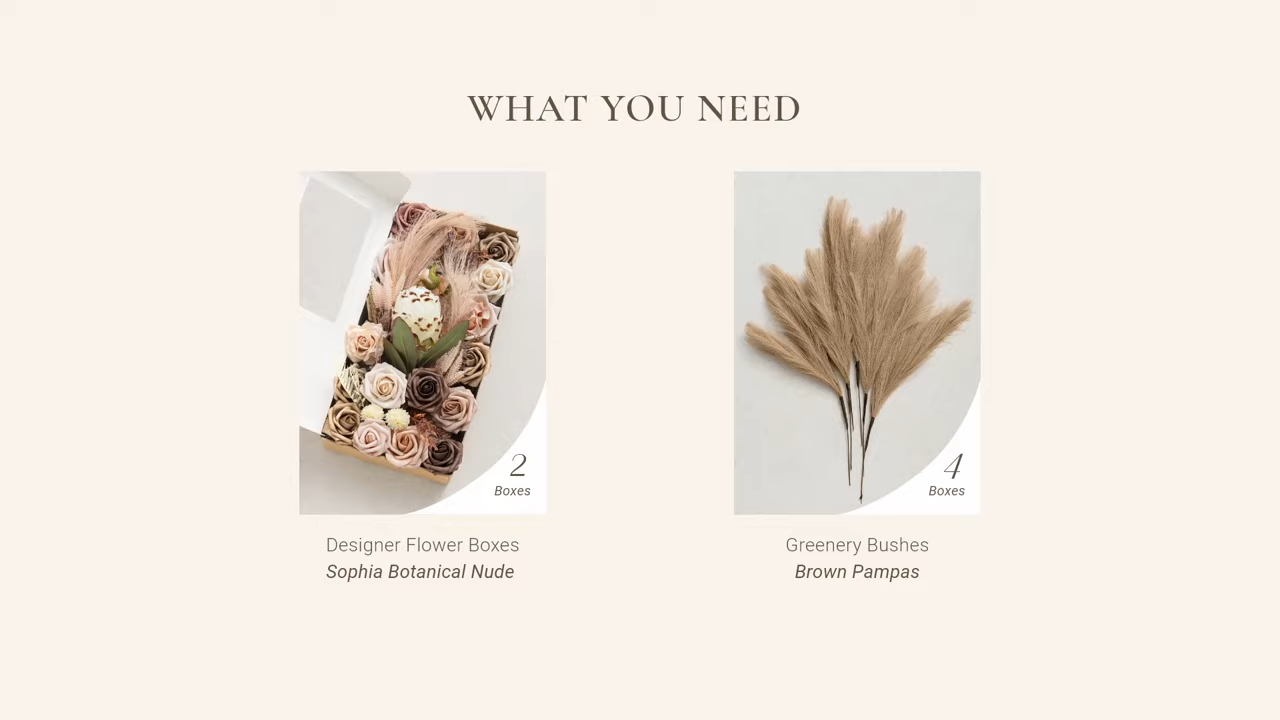 WHAT YOU NEED
2
Boxes
Designer Flower Boxes
Sophia Botanical Nude
4
Boxes
Greenery Bushes
Brown Pampas